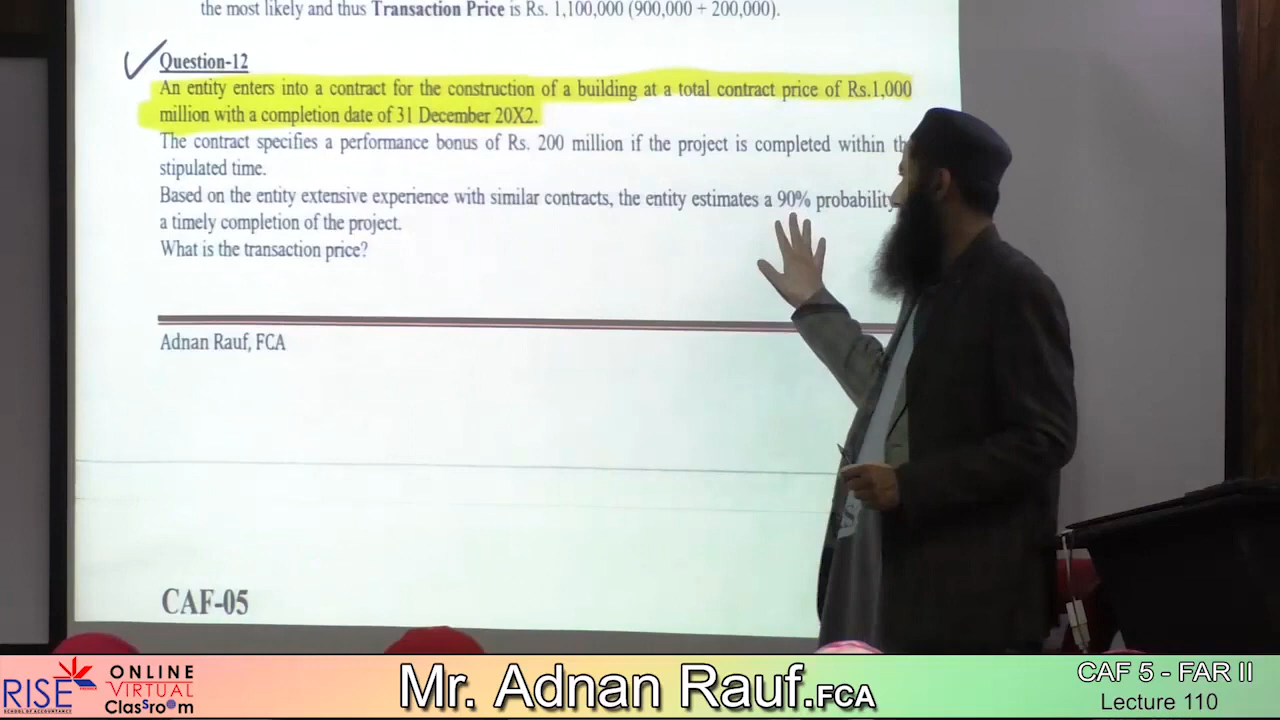 the most likely and thus Transaction Price is Rs. 1,100,000 (900,000 + 200,000).
Question-12
An entity enters into a contract for the construction of a building at a total contract price of Rs.1,000
million with a completion date of 31 December 20X2.
The contract specifies a performance bonus of Rs. 200 million if the project is completed within
stipulated time.
Based on the entity extensive experience with similar contracts, the entity estimates a 90% probability
a timely completion of the project.
What is the transaction price?
Adnan Rauf, FCA
CAF-05
RISE
SCHOOL OF ACCOUNTANCY
ONLINE
VIRTUAL
Classroom
Mr. Adnan Rauf.FCA
CAF 5 - FAR II
Lecture 110